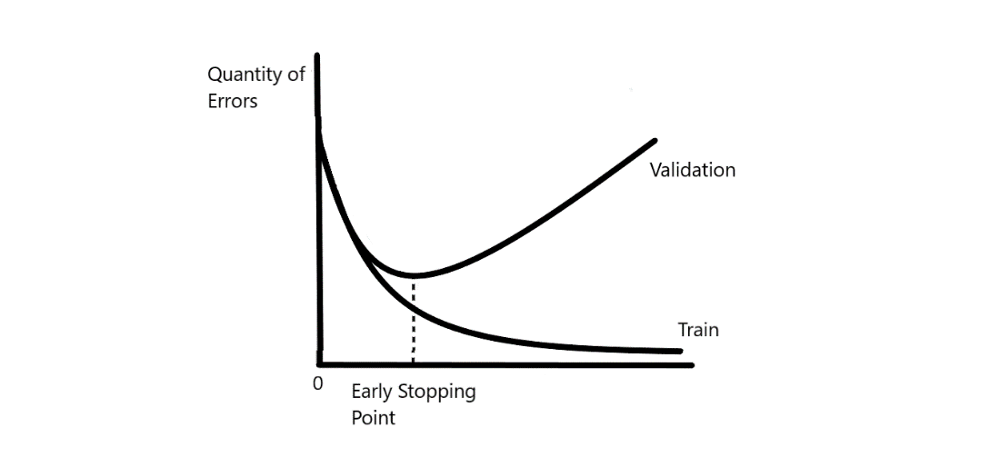 Quantity of
Errors
Validation
Train
0
Early Stopping
Point